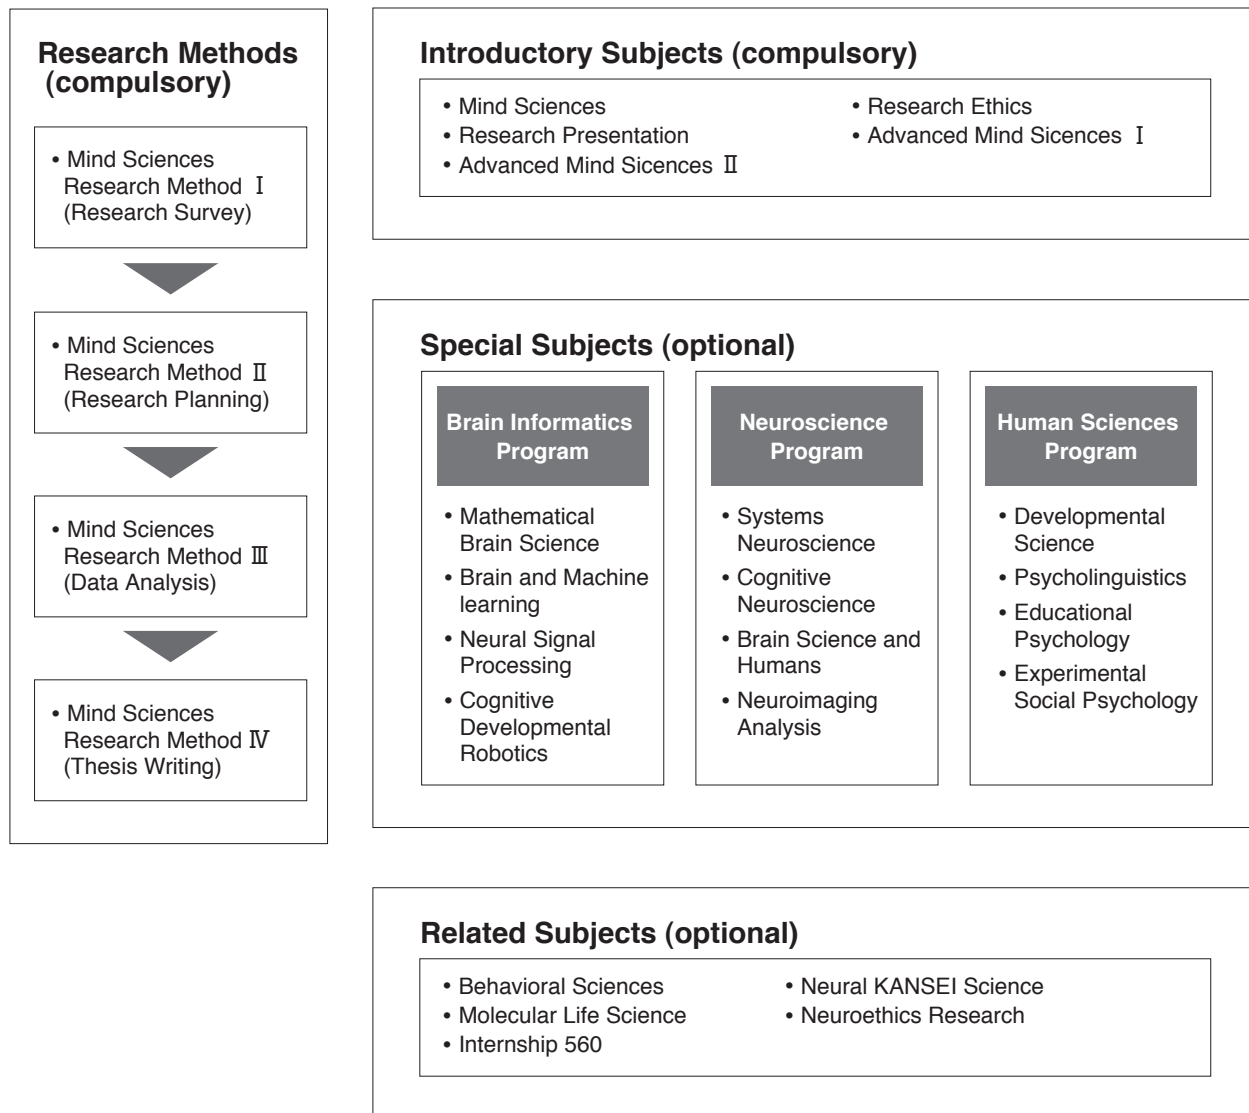 Research Methods
(compulsory)
• Mind Sciences
Research Method Ⅰ
(Research Survey)
• Mind Sciences
Research Method Ⅱ
(Research Planning)
• Mind Sciences
Research Method Ⅲ
(Data Analysis)
• Mind Sciences
Research Method Ⅳ
(Thesis Writing)
Introductory Subjects (compulsory)
• Mind Sciences
• Research Presentation
• Advanced Mind Sicences Ⅱ
• Research Ethics
• Advanced Mind Sicences Ⅰ
Special Subjects (optional)
Brain Informatics
Program
• Mathematical
Brain Science
• Brain and Machine
learning
• Neural Signal
Processing
• Cognitive
Developmental
Robotics
Neuroscience
Program
• Systems
Neuroscience
• Cognitive
Neuroscience
• Brain Science and
Humans
• Neuroimaging
Analysis
Human Sciences
Program
• Developmental
Science
• Psycholinguistics
• Educational
Psychology
• Experimental
Social Psychology
Related Subjects (optional)
• Behavioral Sciences
• Molecular Life Science
• Internship 560
• Neural KANSEI Science
• Neuroethics Research